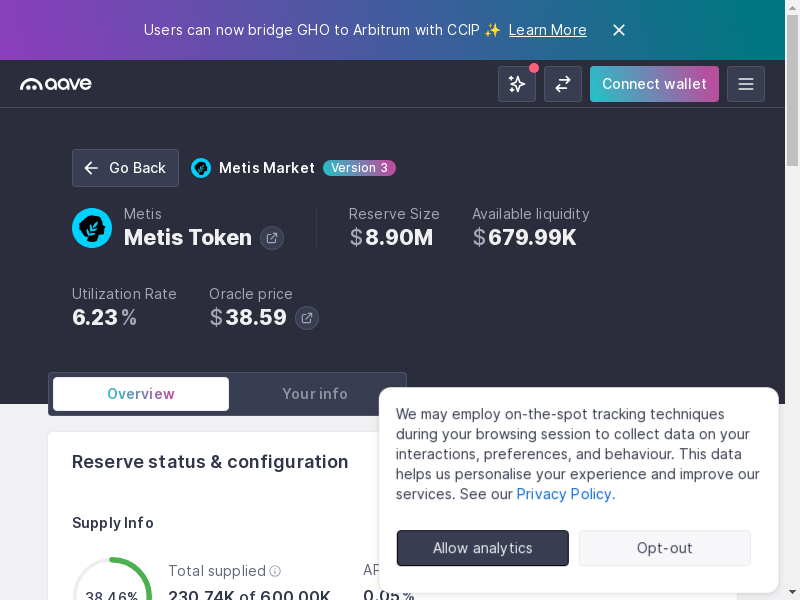 Users can now bridge GHO to Arbitrum with CCIP ✨ Learn More
aave
Connect wallet
Go Back
Metis Market
Version 3
Metis
Metis Token
Reserve Size
$8.90M
Available liquidity
$679.99K
Utilization Rate
6.23%
Oracle price
$38.59
Overview
Your info
Reserve status & configuration
Supply Info
38.46%
Total supplied
230.74K of 600.00K
AP
0.05%
We may employ on-the-spot tracking techniques
during your browsing session to collect data on your
interactions, preferences, and behaviour. This data
helps us personalise your experience and improve our
services. See our Privacy Policy.
Allow analytics
Opt-out